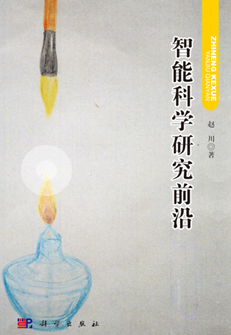 ZHINENG KEXUE
YANJIU QIANYAN
智能科学研究前沿
赵 川 ◎ 著
科学出版社